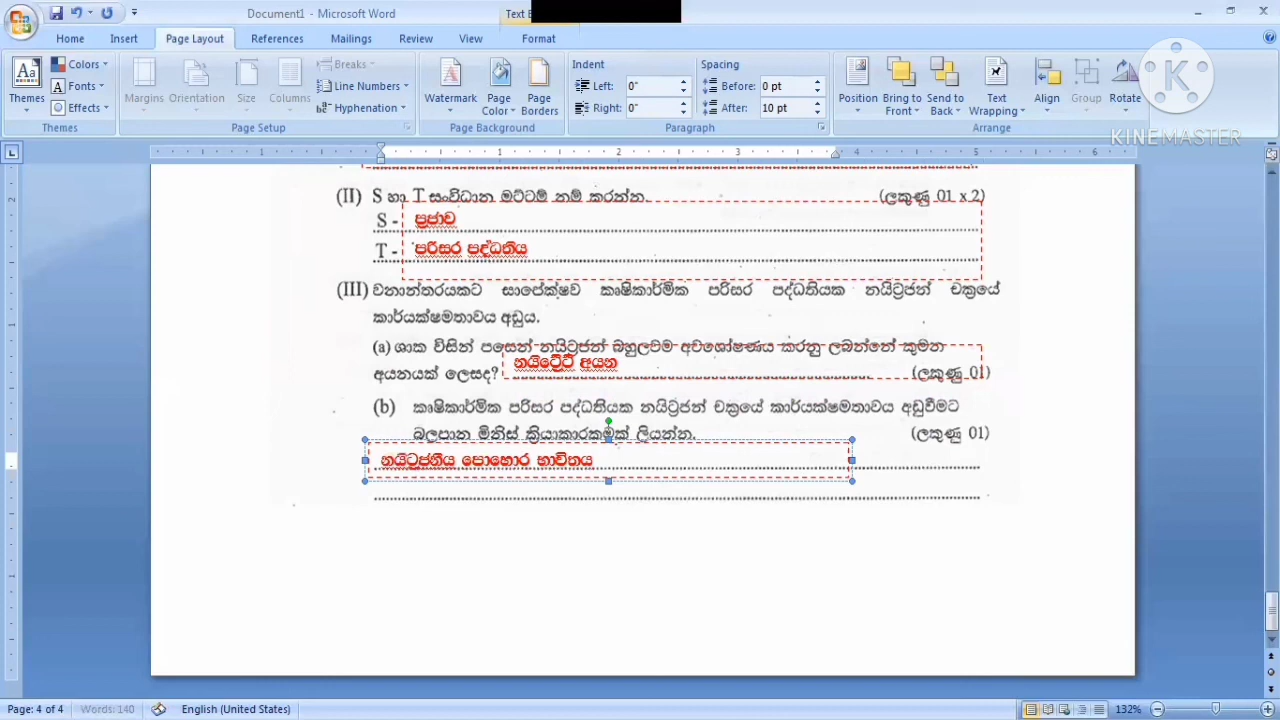 Document1 - Microsoft Word
Text B
Home Insert Page Layout References Mailings Review View Format
Themes Colors Fonts Effects Margins Orientation Size Columns Breaks Line Numbers Hyphenation Watermark Page Color Page Borders
Indent Left: 0" Right: 0" Spacing Before: 0 pt After: 10 pt
Position Bring to Front Send to Back Text Wrapping Align Group Rotate
Themes Page Setup Page Background Paragraph Arrange
K
KINEMASTER
(II) S හා T සංවිධාන මට්ටම් නම් කරන්න. (ලකුණු 01 x 2)
S - ප්‍රජාව
T - පරිසර පද්ධතිය
(III) වනාන්තරයකට සාපේක්ෂව කෘෂිකාර්මික පරිසර පද්ධතියක නයිට්‍රජන් චක්‍රයේ
කාර්යක්ෂමතාවය අඩුය.
(a) ශාක විසින් පසෙන් නයිට්‍රජන් බහුලවම අවශෝෂණය කරනු ලබන්නේ කුමන
අයනයක් ලෙසද? නයිට්‍රේට් අයන (ලකුණු 01)
(b) කෘෂිකාර්මික පරිසර පද්ධතියක නයිට්‍රජන් චක්‍රයේ කාර්යක්ෂමතාවය අඩුවීමට
බලපාන මිනිස් ක්‍රියාකාරකමක් ලියන්න. (ලකුණු 01)
නයිට්‍රජනීය පොහොර භාවිතය
Page: 4 of 4 Words: 140 English (United States) 132%